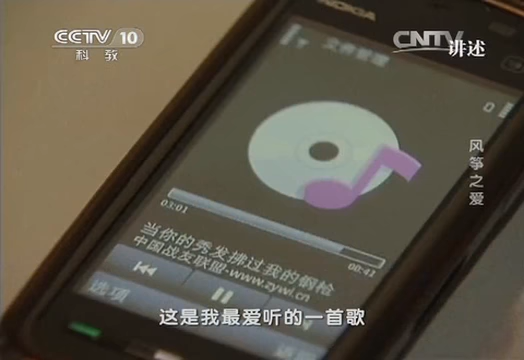 CCTV 10
科教
NOKIA
CNTV 讲述
文件管理
风筝之爱
03:01
00:41
当你的秀发拂过我的钢枪
中国战友联盟-www.zywl.cn
选项
这是我最爱听的一首歌